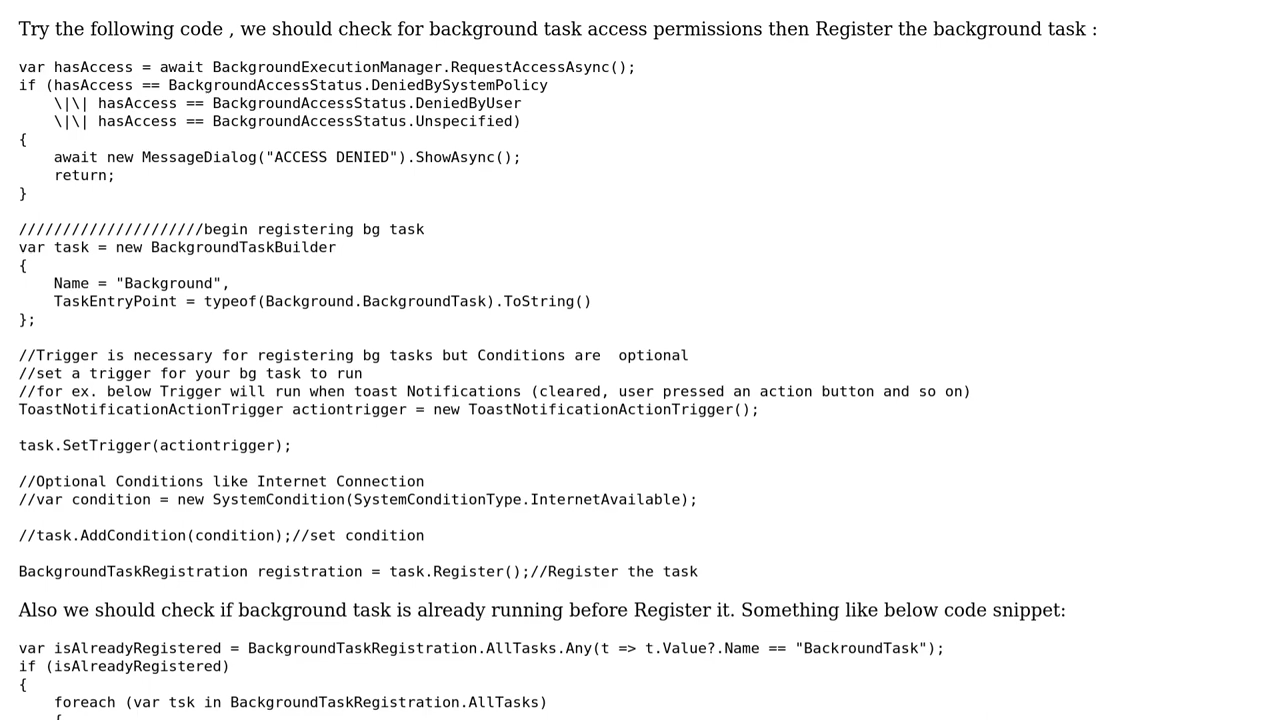 Try the following code , we should check for background task access permissions then Register the background task :
var hasAccess = await BackgroundExecutionManager.RequestAccessAsync();
if (hasAccess == BackgroundAccessStatus.DeniedBySystemPolicy
    \|\| hasAccess == BackgroundAccessStatus.DeniedByUser
    \|\| hasAccess == BackgroundAccessStatus.Unspecified)
{
    await new MessageDialog("ACCESS DENIED").ShowAsync();
    return;
}

/////////////////////begin registering bg task
var task = new BackgroundTaskBuilder
{
    Name = "Background",
    TaskEntryPoint = typeof(Background.BackgroundTask).ToString()
};

//Trigger is necessary for registering bg tasks but Conditions are  optional
//set a trigger for your bg task to run
//for ex. below Trigger will run when toast Notifications (cleared, user pressed an action button and so on)
ToastNotificationActionTrigger actiontrigger = new ToastNotificationActionTrigger();

task.SetTrigger(actiontrigger);

//Optional Conditions like Internet Connection
//var condition = new SystemCondition(SystemConditionType.InternetAvailable);

//task.AddCondition(condition);//set condition

BackgroundTaskRegistration registration = task.Register();//Register the task
Also we should check if background task is already running before Register it. Something like below code snippet:
var isAlreadyRegistered = BackgroundTaskRegistration.AllTasks.Any(t => t.Value?.Name == "BackroundTask");
if (isAlreadyRegistered)
{
    foreach (var tsk in BackgroundTaskRegistration.AllTasks)
    {